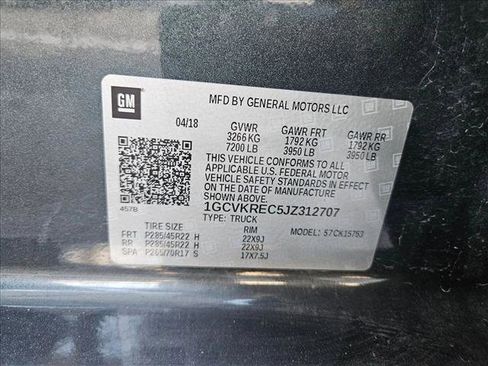 GM
MFD BY GENERAL MOTORS LLC
04/18 GVWR GAWR FRT GAWR RR
3266 KG 1792 KG 1792 KG
7200 LB 3950 LB 3950 LB
THIS VEHICLE CONFORMS TO ALL
APPLICABLE U.S. FEDERAL MOTOR VEHICLE
SAFETY AND THEFT PREVENTION
STANDARDS IN EFFECT ON THE DATE OF
MANUFACTURE SHOWN ABOVE.
457B
1GCVKREC5JZ312707
TYPE: TRUCK
TIRE SIZE RIM 57CK15753
FRT P285/45R22 H 22X9J
RR P285/45R22 H 22X9J
SPA P265/70R17 S 17X7.5J